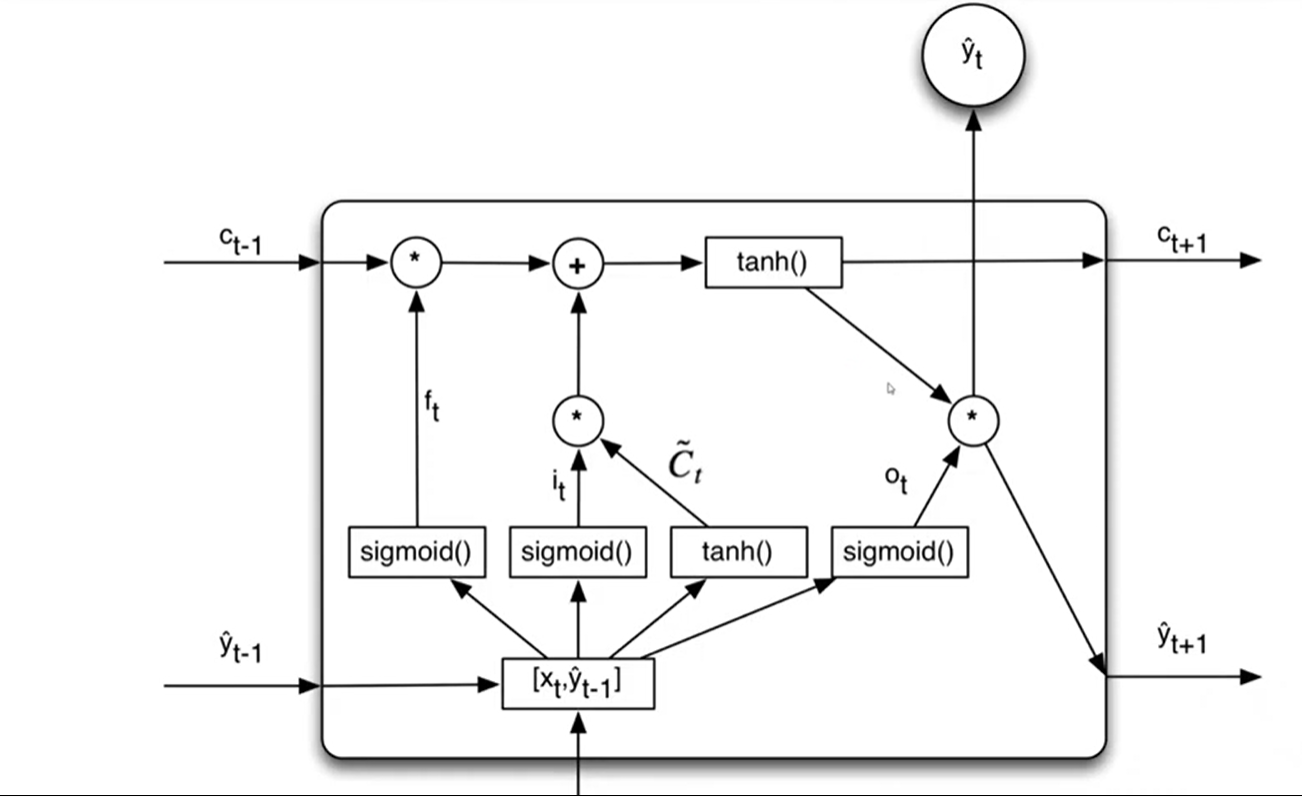 ŷt
ct-1
*
+
tanh()
ct+1
ft
*
*
C̃t
it
ot
sigmoid()
sigmoid()
tanh()
sigmoid()
ŷt-1
ŷt+1
[xt,ŷt-1]